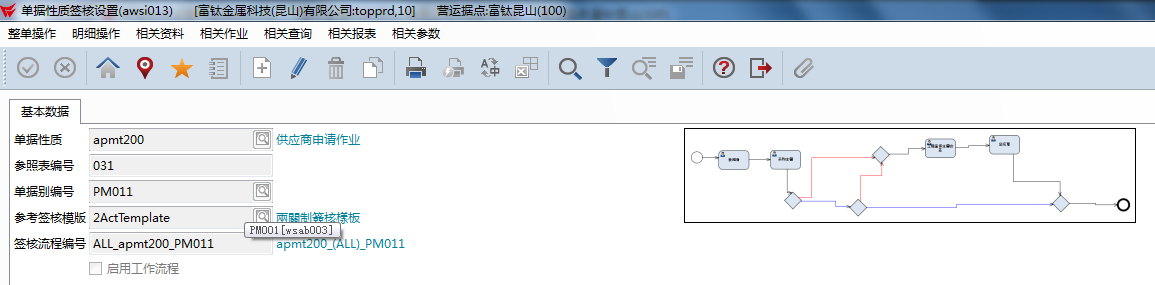 单据性质签核设置(awsi013) [富钛金属科技(昆山)有限公司:topprd,10] 营运据点:富钛昆山(100)
整单操作 明细操作 相关资料 相关作业 相关查询 相关报表 相关参数
基本数据
单据性质 apmt200 供应商申请作业
参照表编号 031
单据别编号 PM011
参考签核模版 2ActTemplate 兩關制簽核樣板
PM001[wsab003]
签核流程编号 ALL_apmt200_PM011 apmt200_(ALL)_PM011
启用工作流程